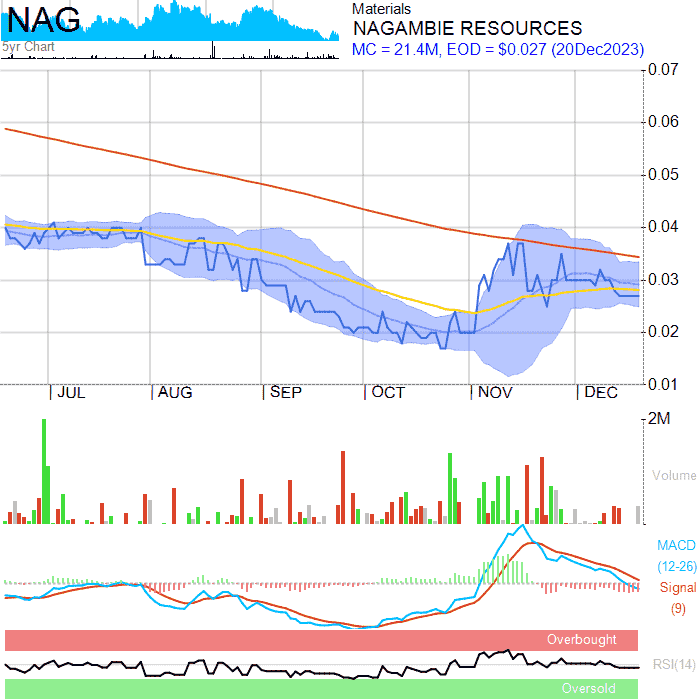 NAG
5yr Chart
Materials
NAGAMBIE RESOURCES
MC = 21.4M, EOD = $0.027 (20Dec2023)
0.07
0.06
0.05
0.04
0.03
0.02
0.01
JUL AUG SEP OCT NOV DEC
2M
Volume
MACD
(12-26)
Signal
(9)
Overbought
RSI(14)
Oversold